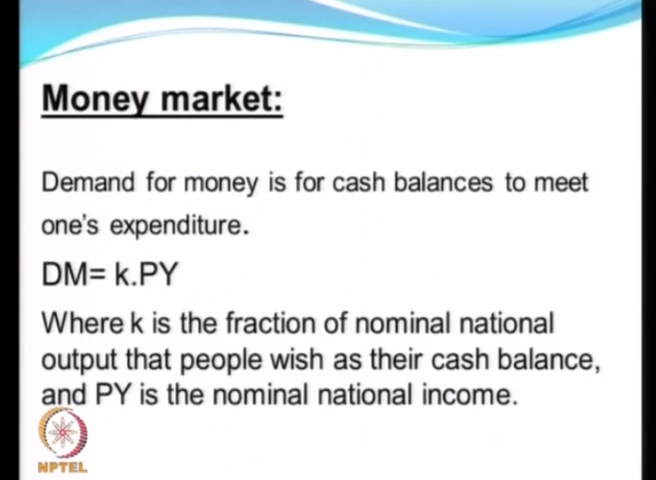 Money market:
Demand for money is for cash balances to meet
one's expenditure.
DM= k.PY
Where k is the fraction of nominal national
output that people wish as their cash balance,
and PY is the nominal national income.
NPTEL